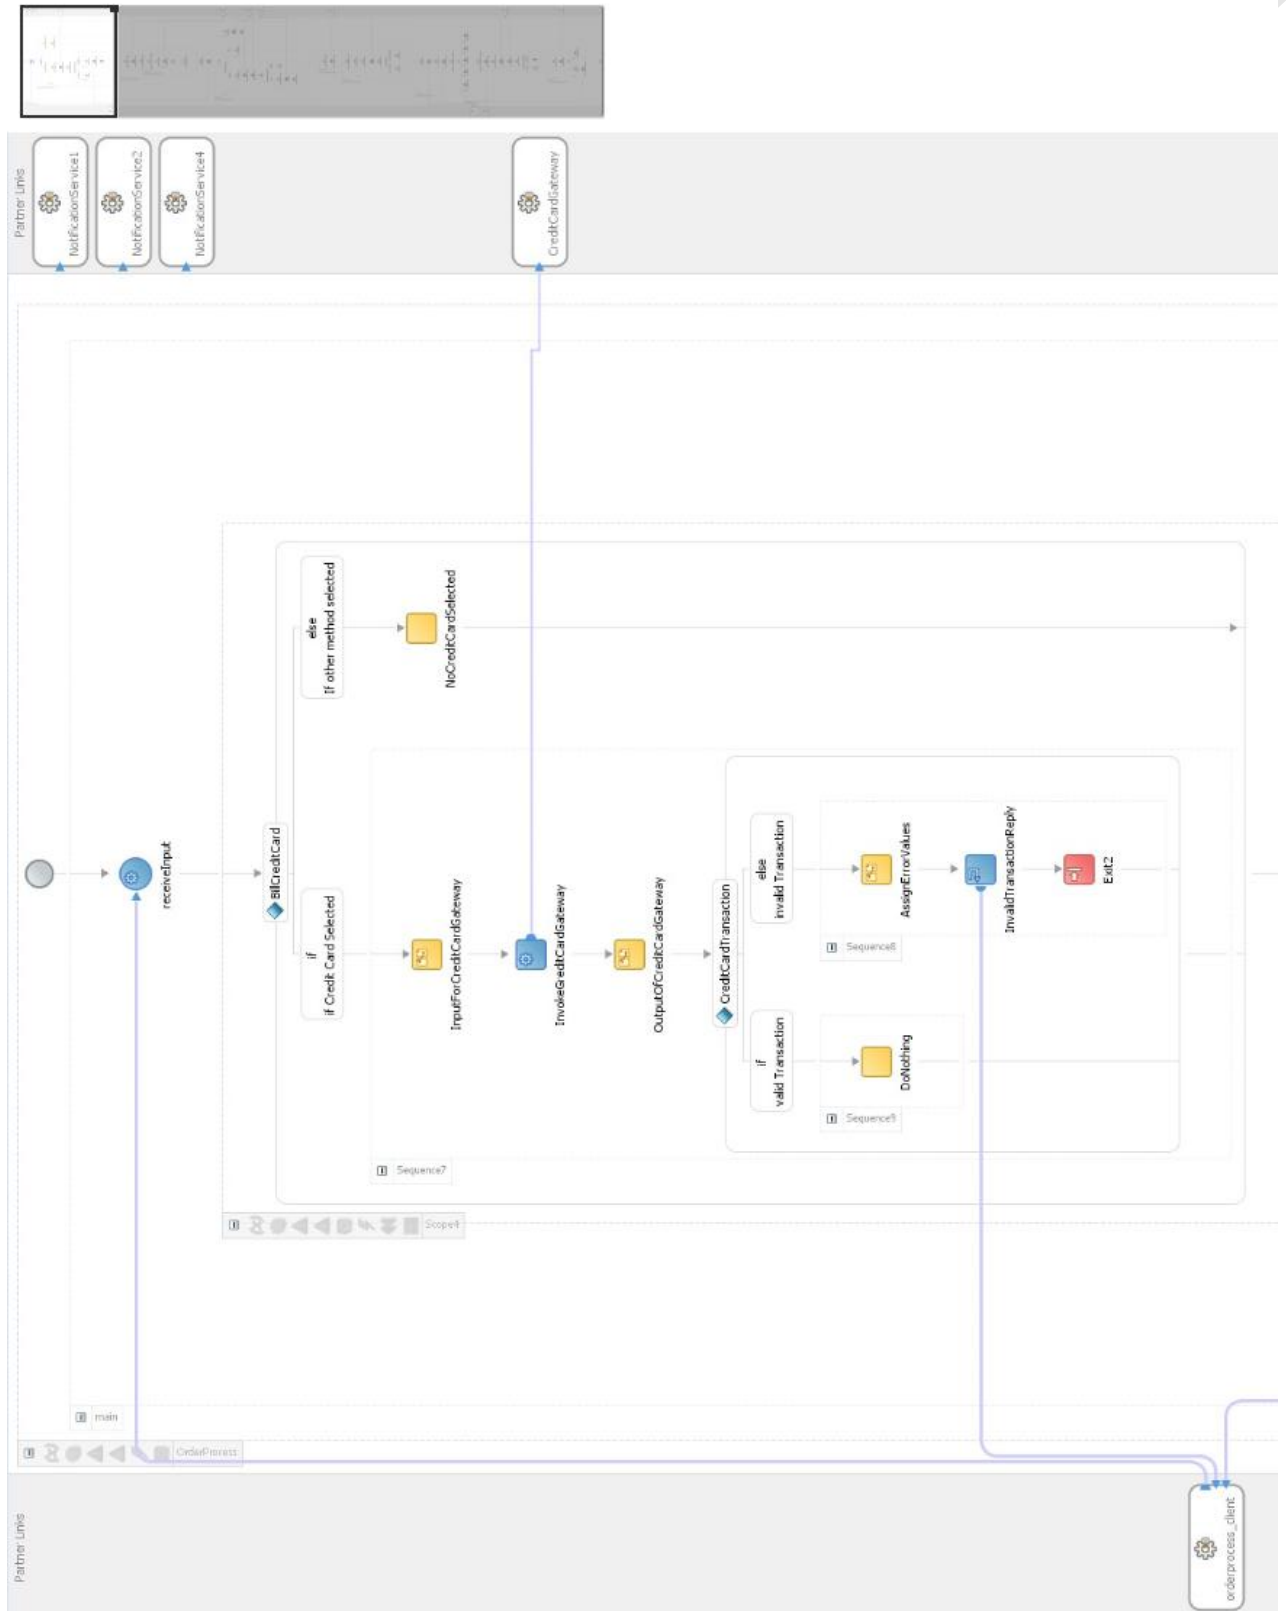 Partner Links
NotificationService1
NotificationService2
NotificationService4
CreditCardGateway
receiveInput
BillCreditCard
else
If other method selected
NoCreditCardSelected
if
if Credit Card Selected
InputForCreditCardGateway
InvokeGreditCardGateway
OutputOfCreditCardGateway
CreditCardTransaction
else
invalid Transaction
AssignErrorValues
InvalidTransactionReply
Exit2
Sequence8
if
valid Transaction
DoNothing
Sequence9
Sequence7
Scope4
main
OrderProcess
Partner Links
orderprocess_client